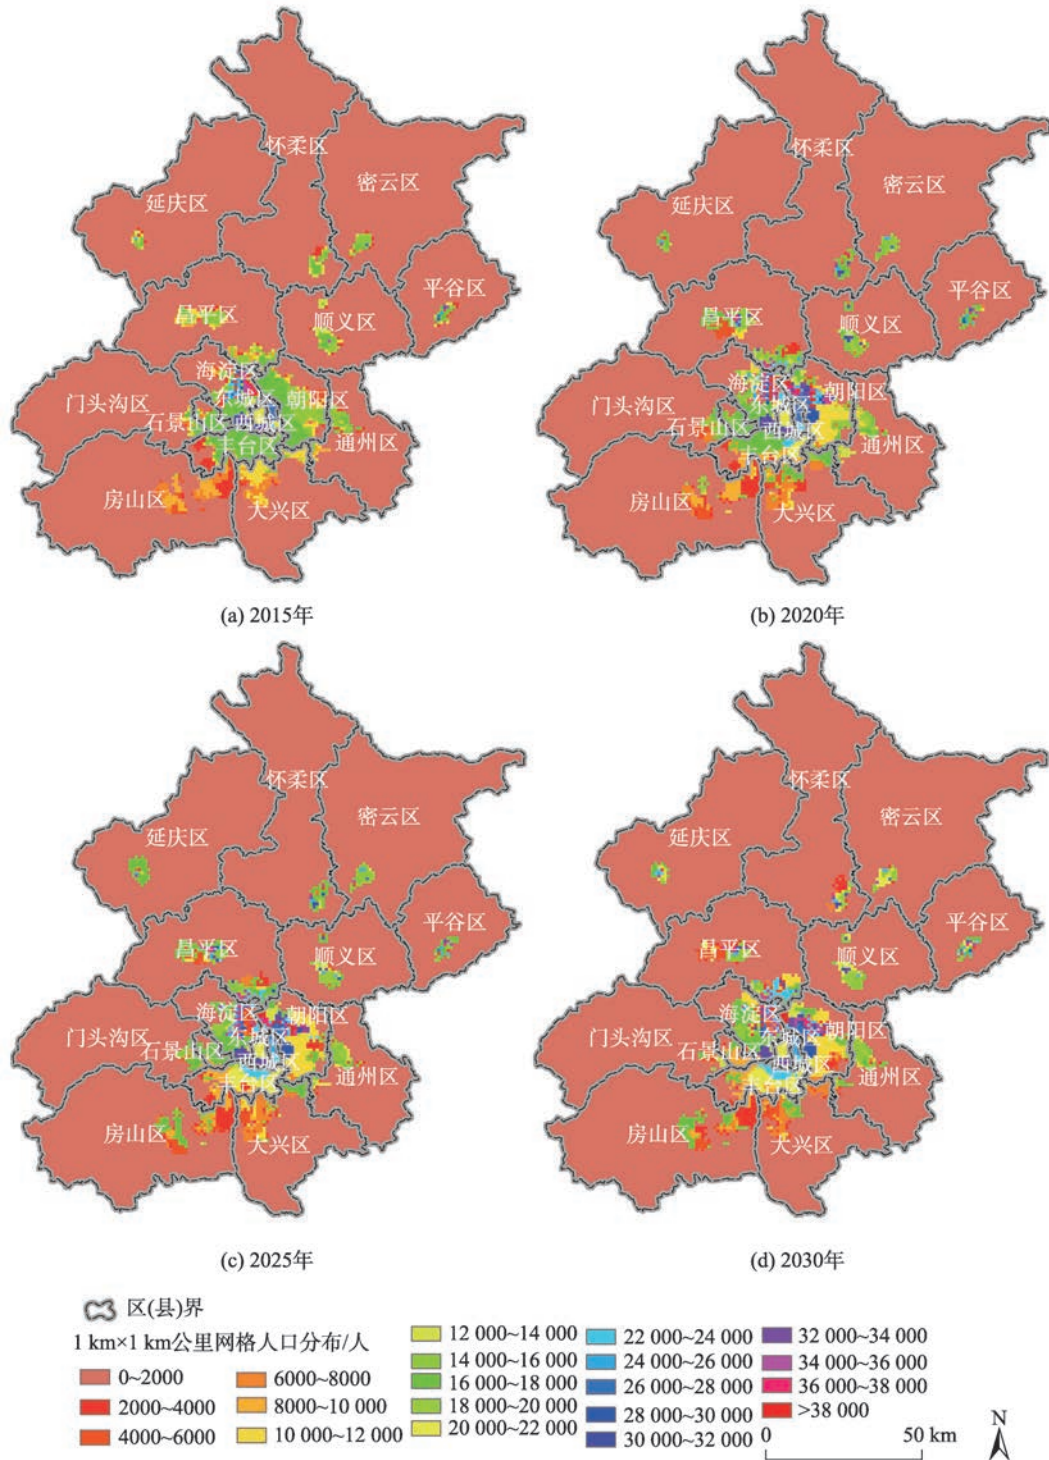 怀柔区
密云区
延庆区
平谷区
昌平区
顺义区
海淀区
门头沟区
东城区
朝阳区
石景山区
西城区
丰台区
通州区
房山区
大兴区
(a) 2015年
怀柔区
密云区
延庆区
平谷区
昌平区
顺义区
海淀区
朝阳区
门头沟区
东城区
石景山区
西城区
通州区
丰台区
房山区
大兴区
(b) 2020年
怀柔区
密云区
延庆区
平谷区
昌平区
顺义区
海淀区
朝阳区
门头沟区
东城区
石景山区
西城区
通州区
丰台区
房山区
大兴区
(c) 2025年
怀柔区
密云区
延庆区
平谷区
昌平区
顺义区
海淀区
朝阳区
门头沟区
东城区
石景山区
西城区
通州区
丰台区
房山区
大兴区
(d) 2030年
区(县)界
1 km×1 km公里网格人口分布/人
0~2000
2000~4000
4000~6000
6000~8000
8000~10 000
10 000~12 000
12 000~14 000
14 000~16 000
16 000~18 000
18 000~20 000
20 000~22 000
22 000~24 000
24 000~26 000
26 000~28 000
28 000~30 000
30 000~32 000
32 000~34 000
34 000~36 000
36 000~38 000
>38 000
0 50 km
N